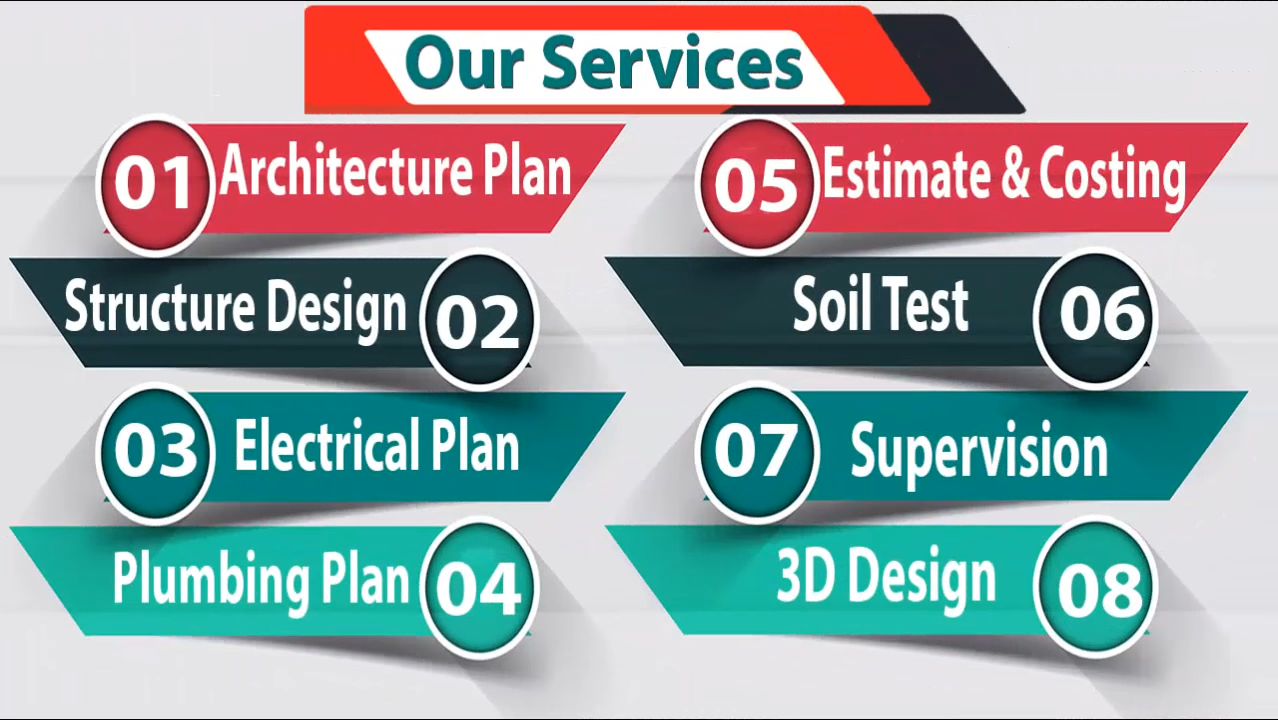 Our Services
01 Architecture Plan
Structure Design 02
03 Electrical Plan
Plumbing Plan 04
05 Estimate & Costing
Soil Test 06
07 Supervision
3D Design 08